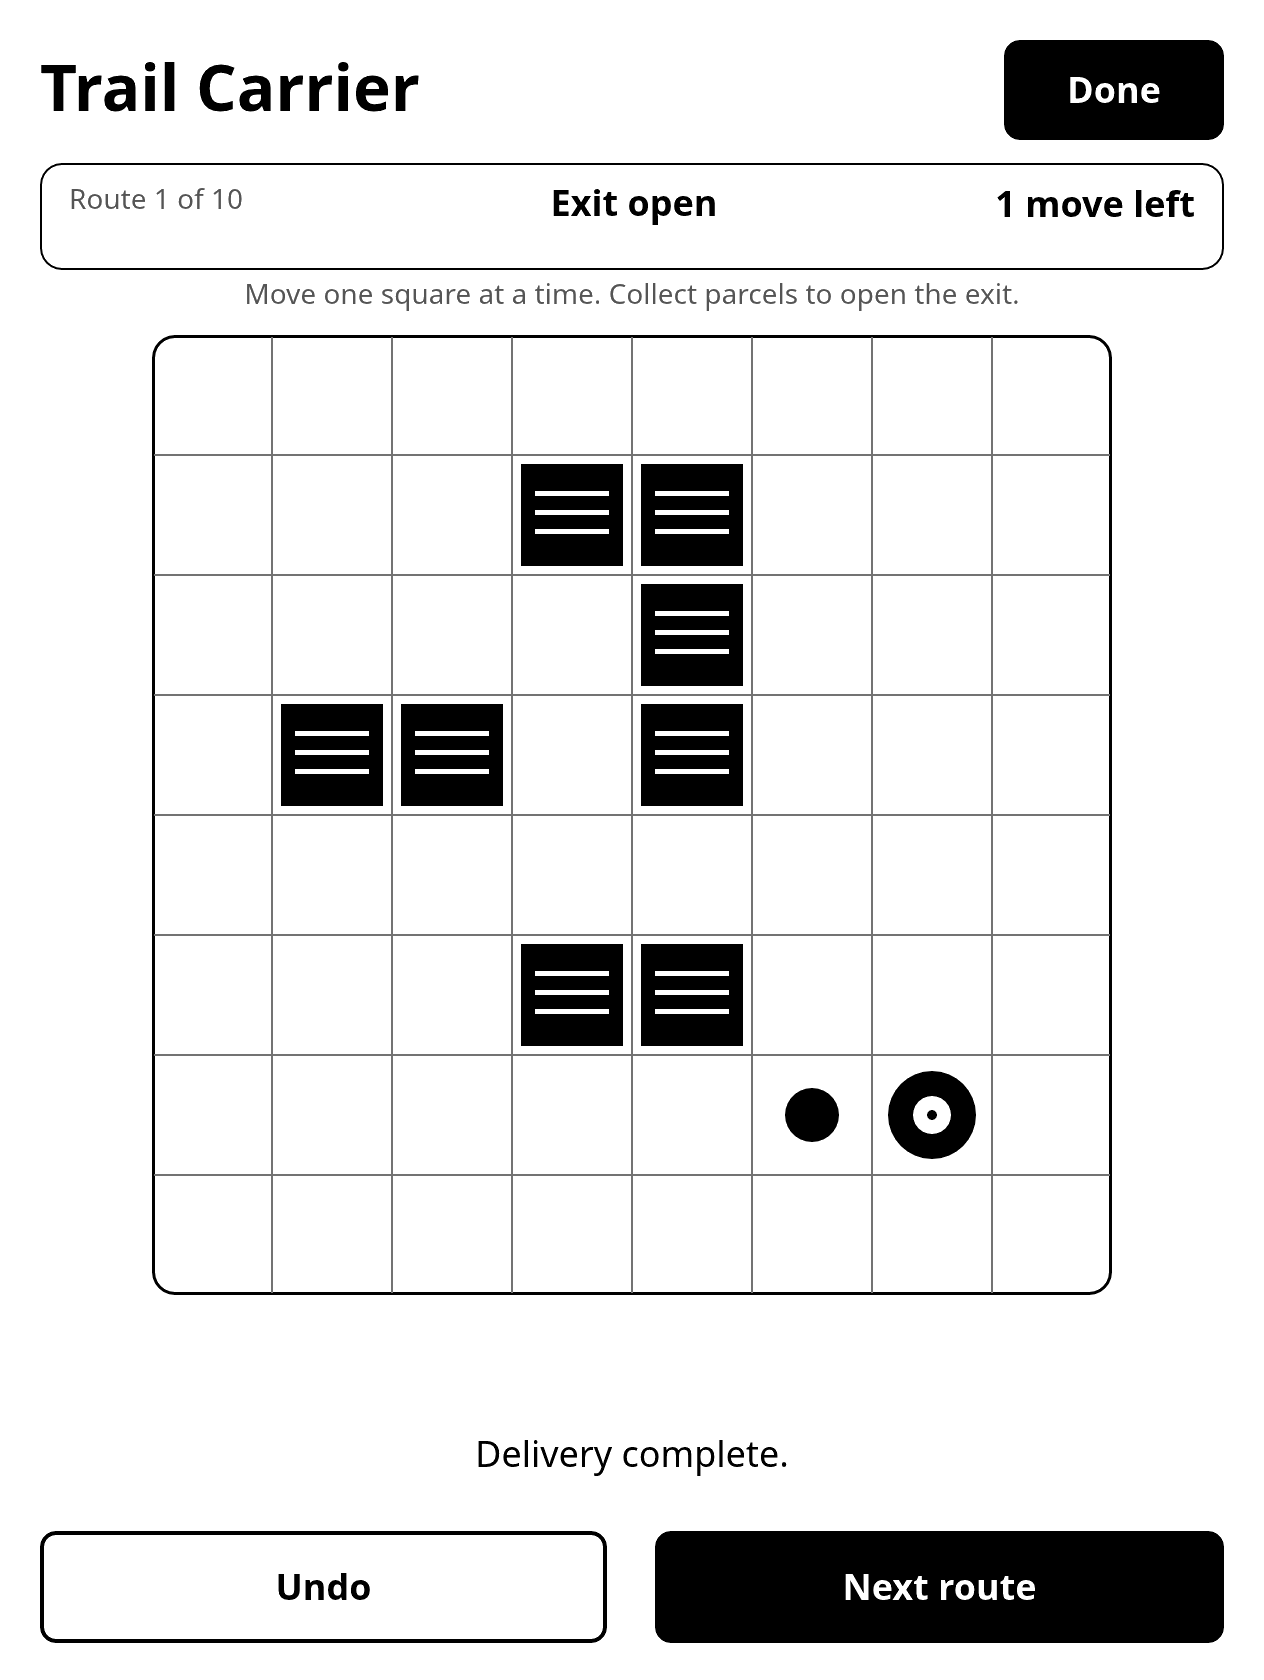 Trail Carrier
Done
Route 1 of 10
Exit open
1 move left
Move one square at a time. Collect parcels to open the exit.
Delivery complete.
Undo
Next route